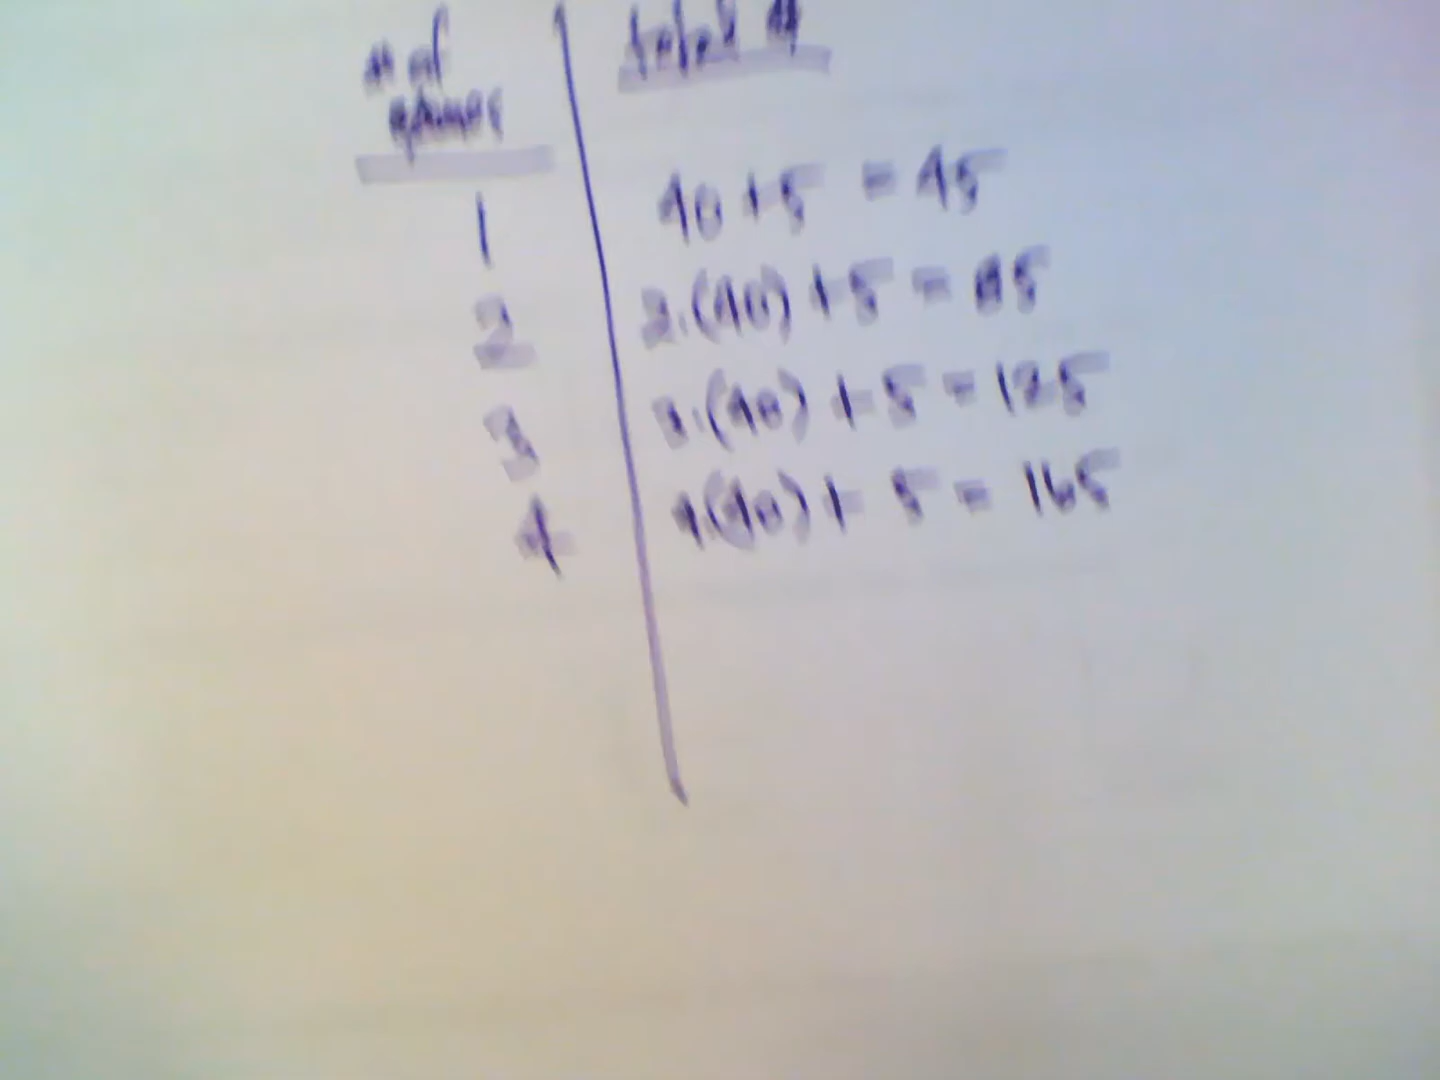 # of total #
games
1 40 + 5 = 45
2 2·(40) + 5 = 85
3 3·(40) + 5 = 125
4 4(40) + 5 = 165